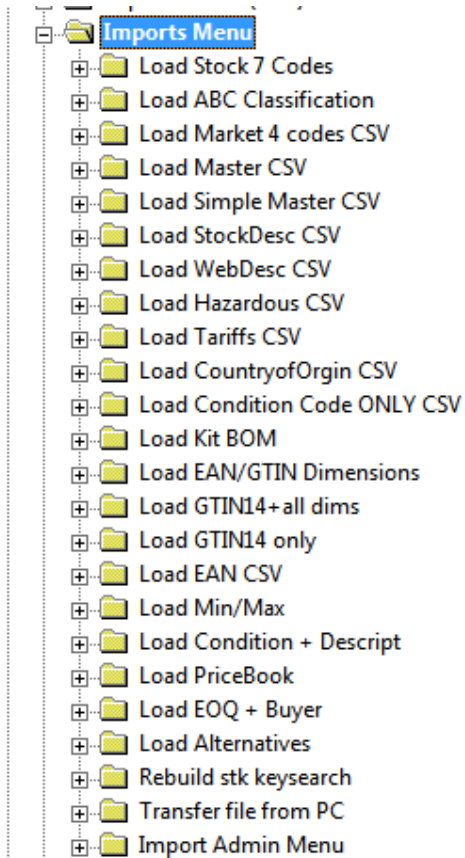 Imports Menu
Load Stock 7 Codes
Load ABC Classification
Load Market 4 codes CSV
Load Master CSV
Load Simple Master CSV
Load StockDesc CSV
Load WebDesc CSV
Load Hazardous CSV
Load Tariffs CSV
Load CountryofOrgin CSV
Load Condition Code ONLY CSV
Load Kit BOM
Load EAN/GTIN Dimensions
Load GTIN14+all dims
Load GTIN14 only
Load EAN CSV
Load Min/Max
Load Condition + Descript
Load PriceBook
Load EOQ + Buyer
Load Alternatives
Rebuild stk keysearch
Transfer file from PC
Import Admin Menu